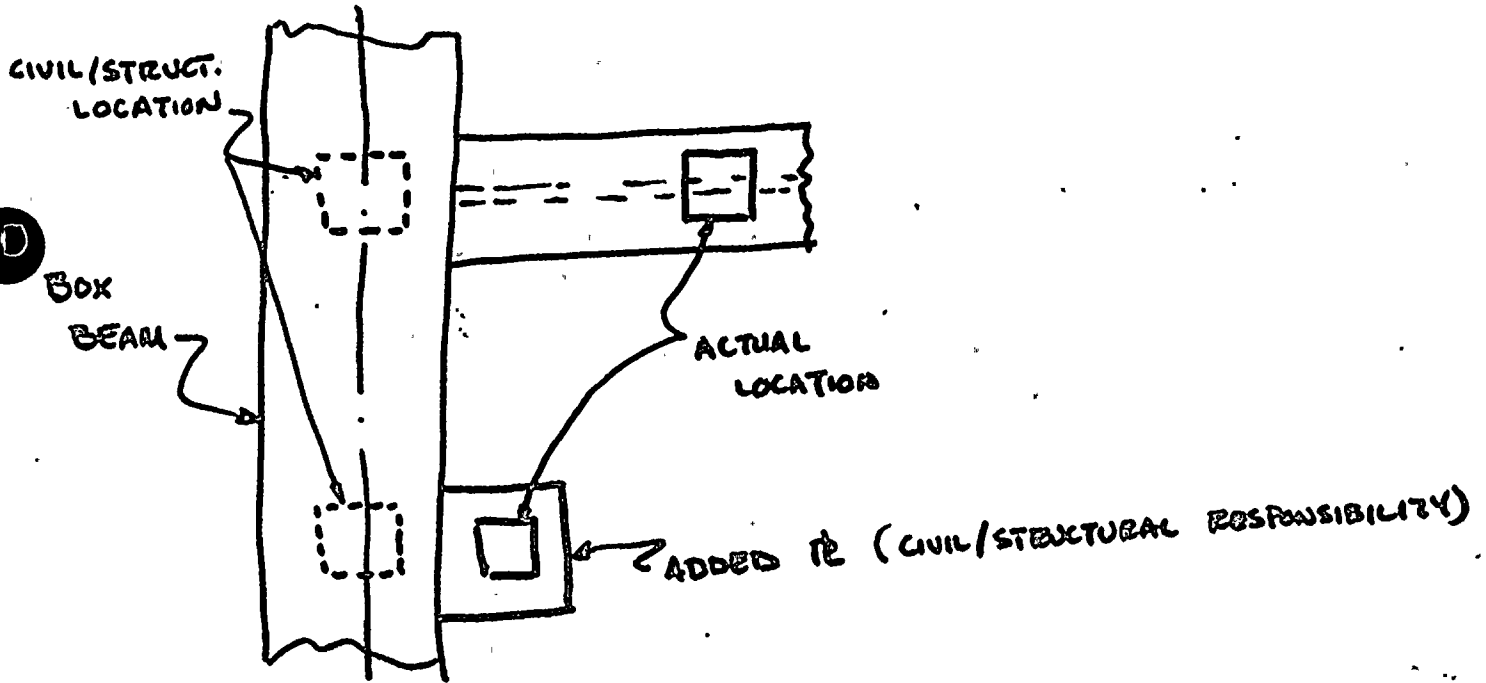 CIVIL/STRUCT.
LOCATION
BOX
BEAM
ACTUAL
LOCATION
ADDED PL (CIVIL/STRUCTURAL RESPONSIBILITY)